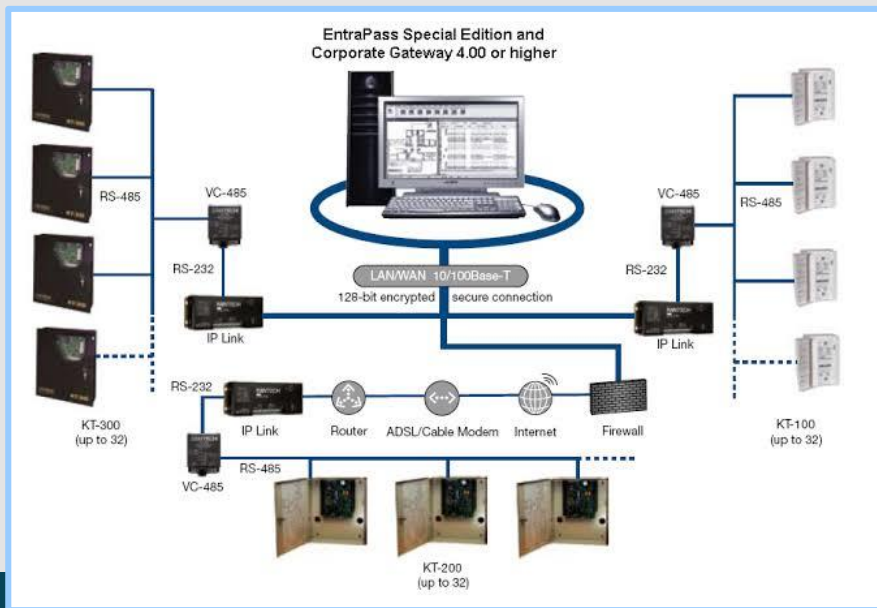 EntraPass Special Edition and
Corporate Gateway 4.00 or higher
VC-485
RS-485
RS-232
IP Link
KT-300
(up to 32)
LAN/WAN 10/100Base-T
128-bit encrypted secure connection
VC-485
RS-485
RS-232
IP Link
KT-100
(up to 32)
RS-232
IP Link
Router
ADSL/Cable Modem
Internet
Firewall
VC-485
RS-485
KT-200
(up to 32)